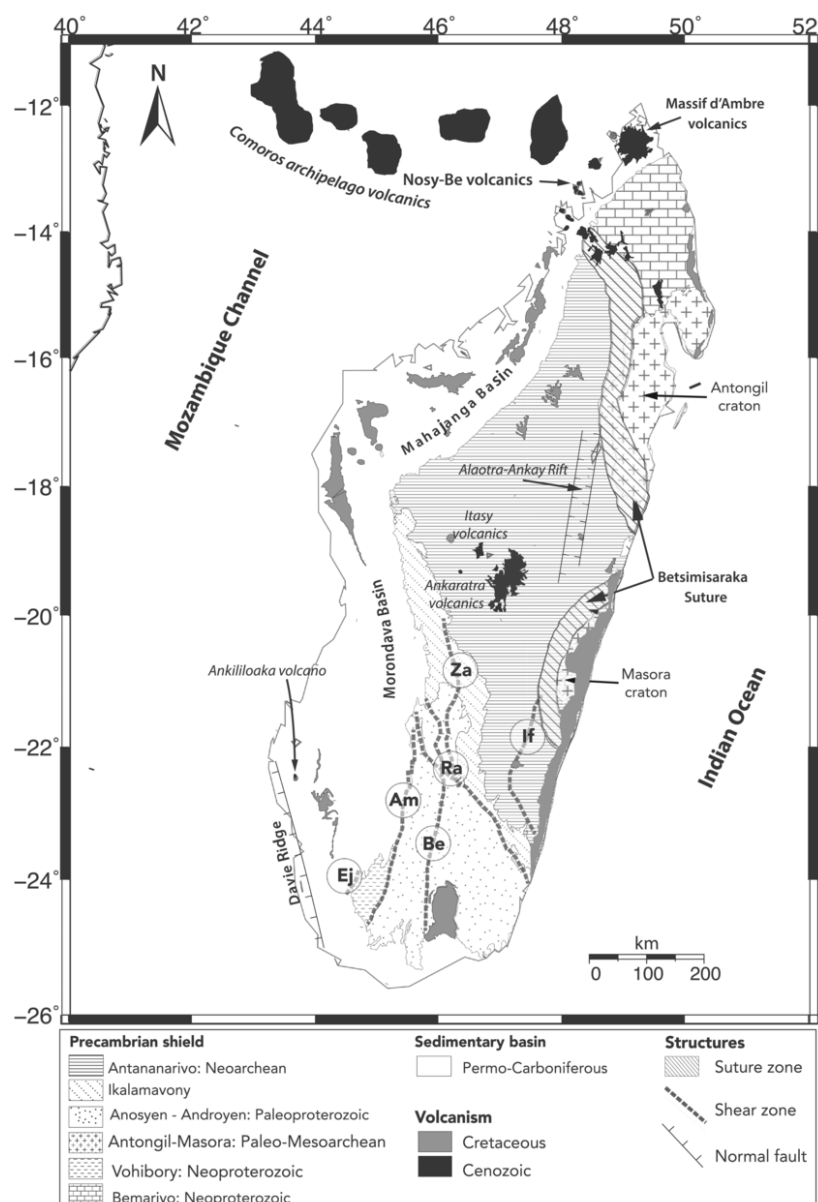 40° 42° 44° 46° 48° 50° 52°
−12°
−14°
−16°
−18°
−20°
−22°
−24°
−26°
N
Massif d'Ambre
volcanics
Comoros archipelago volcanics
Nosy-Be volcanics
Mozambique Channel
Mahajanga Basin
Antongil
craton
Alaotra-Ankay Rift
Itasy
volcanics
Ankaratra
volcanics
Betsimisaraka
Suture
Morondava Basin
Ankililoaka volcano
Za
Masora
craton
Indian Ocean
If
Ra
Am
Be
Ej
Davie Ridge
km
0 100 200
Precambrian shield
Antananarivo: Neoarchean
Ikalamavony
Anosyen - Androyen: Paleoproterozoic
Antongil-Masora: Paleo-Mesoarchean
Vohibory: Neoproterozoic
Bemarivo: Neoproterozoic
Sedimentary basin
Permo-Carboniferous
Volcanism
Cretaceous
Cenozoic
Structures
Suture zone
Shear zone
Normal fault